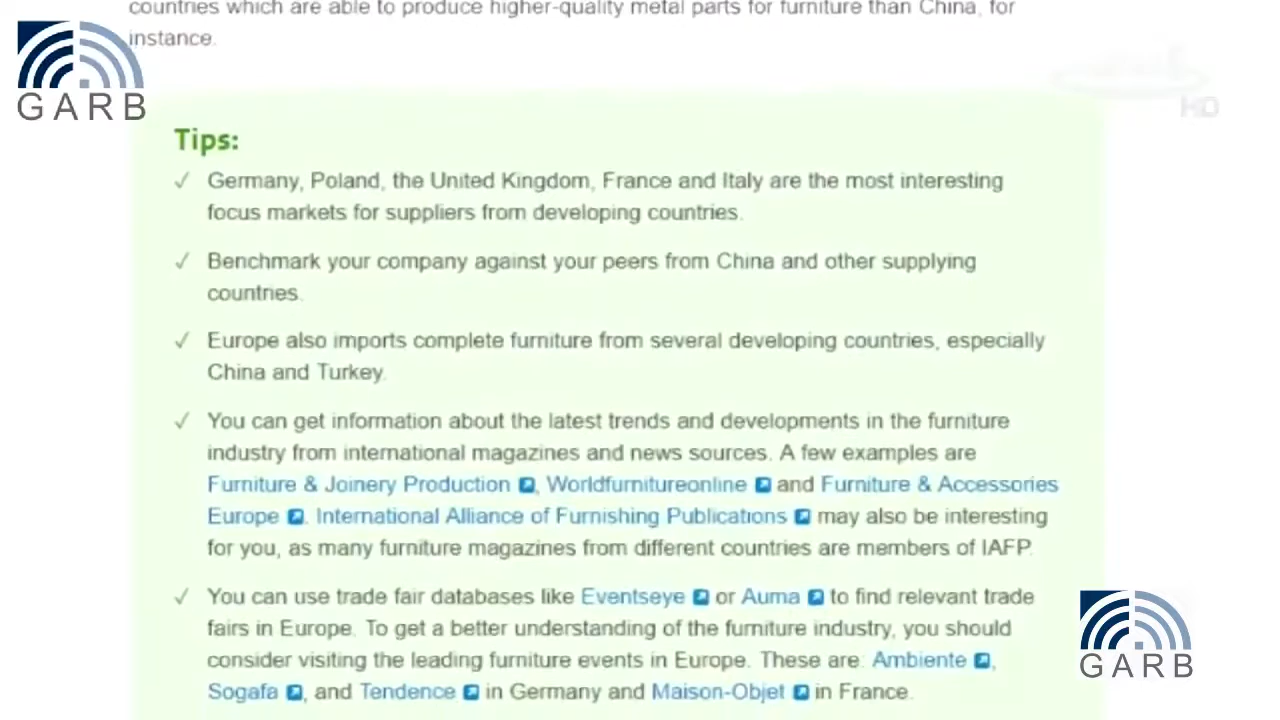 countries which are able to produce higher-quality metal parts for furniture than China, for
instance.
GARB
HD
Tips:
✓ Germany, Poland, the United Kingdom, France and Italy are the most interesting
focus markets for suppliers from developing countries.
✓ Benchmark your company against your peers from China and other supplying
countries.
✓ Europe also imports complete furniture from several developing countries, especially
China and Turkey.
✓ You can get information about the latest trends and developments in the furniture
industry from international magazines and news sources. A few examples are
Furniture & Joinery Production, Worldfurnitureonline and Furniture & Accessories
Europe. International Alliance of Furnishing Publications may also be interesting
for you, as many furniture magazines from different countries are members of IAFP.
✓ You can use trade fair databases like Eventseye or Auma to find relevant trade
fairs in Europe. To get a better understanding of the furniture industry, you should
consider visiting the leading furniture events in Europe. These are: Ambiente,
Sogafa, and Tendence in Germany and Maison-Objet in France.
GARB